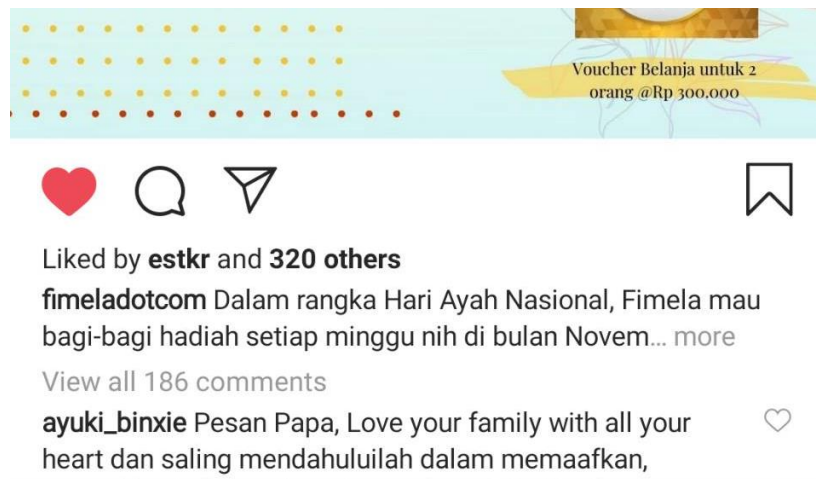 Voucher Belanja untuk 2
orang @Rp 300.000
Liked by estkr and 320 others
fimeladotcom Dalam rangka Hari Ayah Nasional, Fimela mau
bagi-bagi hadiah setiap minggu nih di bulan Novem... more
View all 186 comments
ayuki_binxie Pesan Papa, Love your family with all your
heart dan saling mendahuluilah dalam memaafkan,